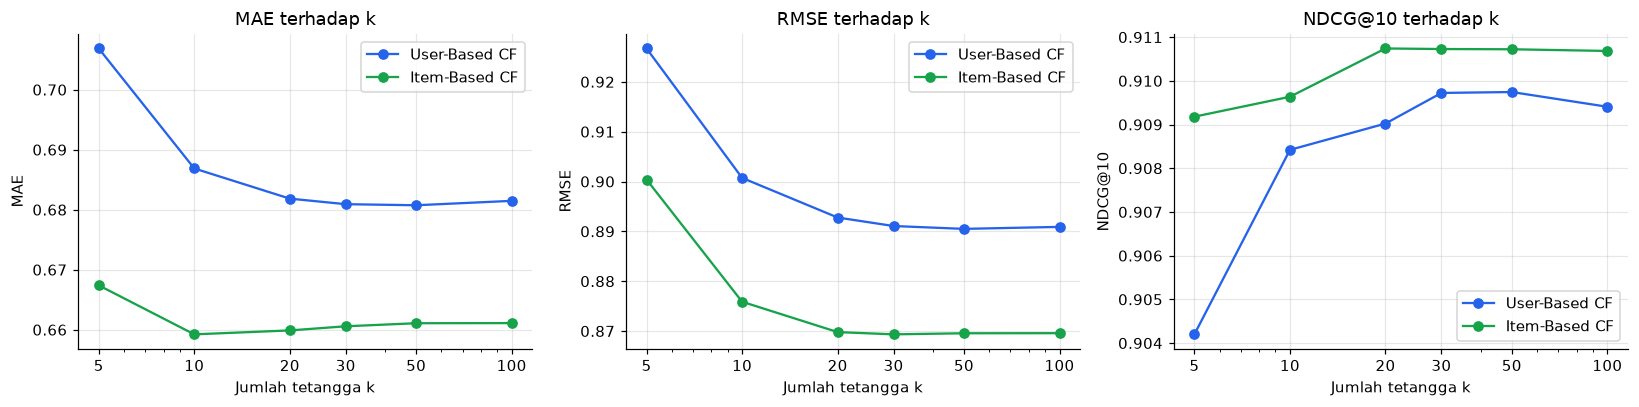 MAE terhadap k
User-Based CF
Item-Based CF
MAE
0.70
0.69
0.68
0.67
0.66
5 10 20 30 50 100
Jumlah tetangga k
RMSE terhadap k
User-Based CF
Item-Based CF
RMSE
0.92
0.91
0.90
0.89
0.88
0.87
5 10 20 30 50 100
Jumlah tetangga k
NDCG@10 terhadap k
NDCG@10
0.911
0.910
0.909
0.908
0.907
0.906
0.905
0.904
User-Based CF
Item-Based CF
5 10 20 30 50 100
Jumlah tetangga k